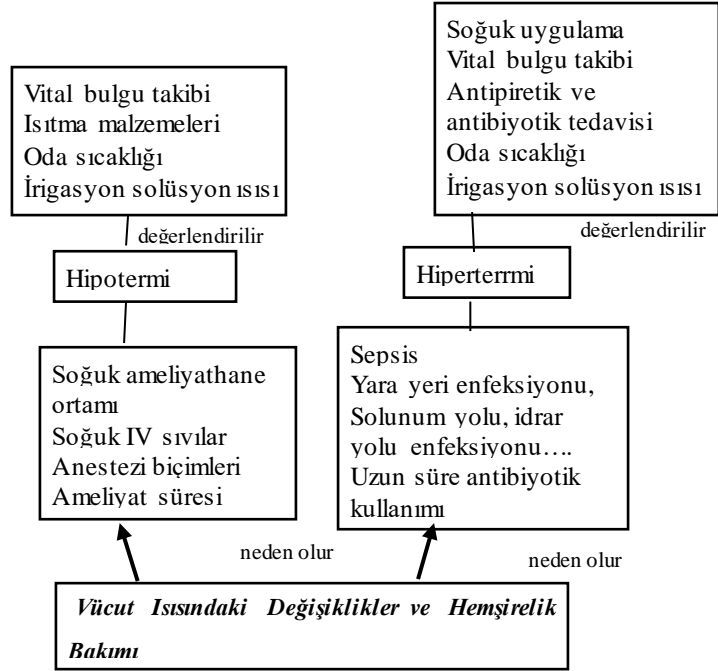 Soğuk uygulama
Vital bulgu takibi
Antipiretik ve
antibiyotik tedavisi
Oda sıcaklığı
İrigasyon solüsyon ısısı
Vital bulgu takibi
Isıtma malzemeleri
Oda sıcaklığı
İrigasyon solüsyon ısısı
değerlendirilir
değerlendirilir
Hipotermi
Hiperterrmi
Soğuk ameliyathane
ortamı
Soğuk IV sıvılar
Anestezi biçimleri
Ameliyat süresi
Sepsis
Yara yeri enfeksiyonu,
Solunum yolu, idrar
yolu enfeksiyonu….
Uzun süre antibiyotik
kullanımı
neden olur
neden olur
Vücut Isısındaki Değişiklikler ve Hemşirelik
Bakımı